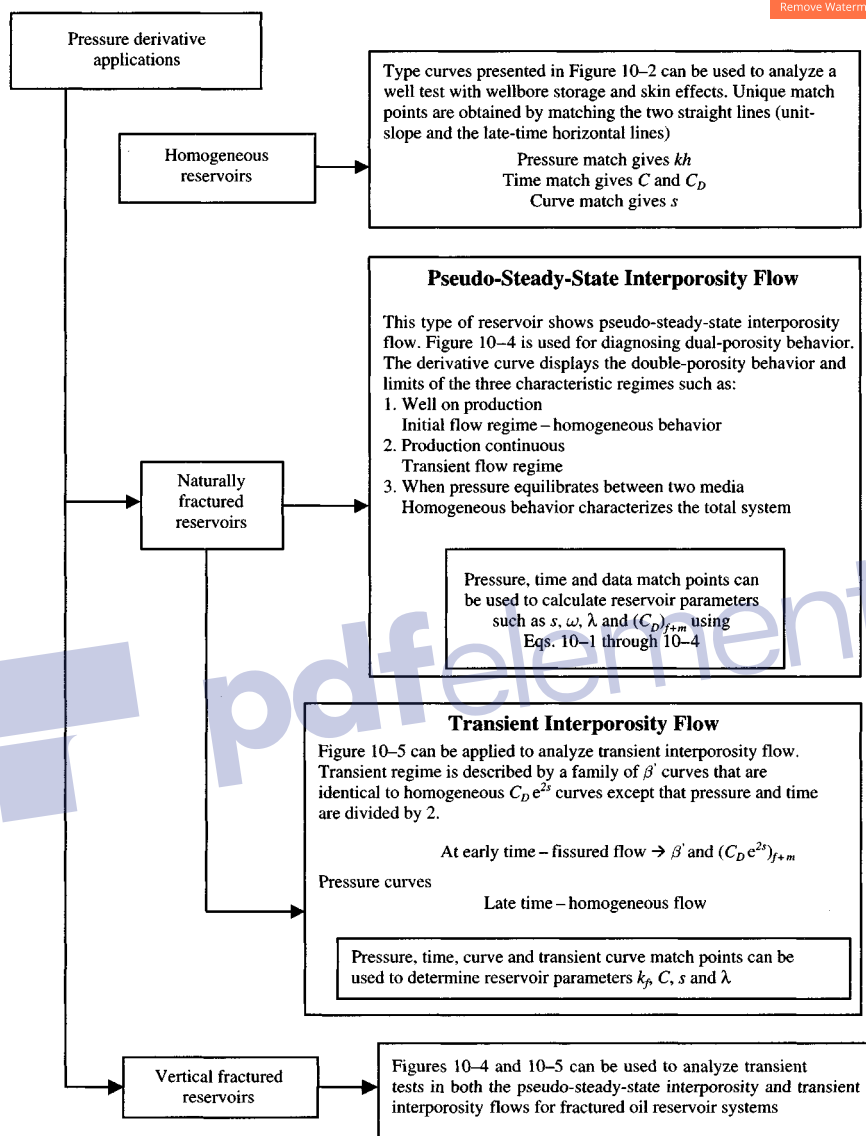 Remove Waterm
Pressure derivative
applications
Type curves presented in Figure 10–2 can be used to analyze a
well test with wellbore storage and skin effects. Unique match
points are obtained by matching the two straight lines (unit-
slope and the late-time horizontal lines)
Pressure match gives kh
Time match gives C and C_D
Curve match gives s
Homogeneous
reservoirs
Pseudo-Steady-State Interporosity Flow
This type of reservoir shows pseudo-steady-state interporosity
flow. Figure 10–4 is used for diagnosing dual-porosity behavior.
The derivative curve displays the double-porosity behavior and
limits of the three characteristic regimes such as:
1. Well on production
Initial flow regime – homogeneous behavior
2. Production continuous
Transient flow regime
3. When pressure equilibrates between two media
Homogeneous behavior characterizes the total system
Naturally
fractured
reservoirs
Pressure, time and data match points can
be used to calculate reservoir parameters
such as s, ω, λ and (C_D)_{f+m} using
Eqs. 10–1 through 10–4
pdfelement
Transient Interporosity Flow
Figure 10–5 can be applied to analyze transient interporosity flow.
Transient regime is described by a family of β' curves that are
identical to homogeneous C_D e^{2s} curves except that pressure and time
are divided by 2.
At early time – fissured flow → β' and (C_D e^{2s})_{f+m}
Pressure curves
Late time – homogeneous flow
Pressure, time, curve and transient curve match points can be
used to determine reservoir parameters k_f, C, s and λ
Vertical fractured
reservoirs
Figures 10–4 and 10–5 can be used to analyze transient
tests in both the pseudo-steady-state interporosity and transient
interporosity flows for fractured oil reservoir systems